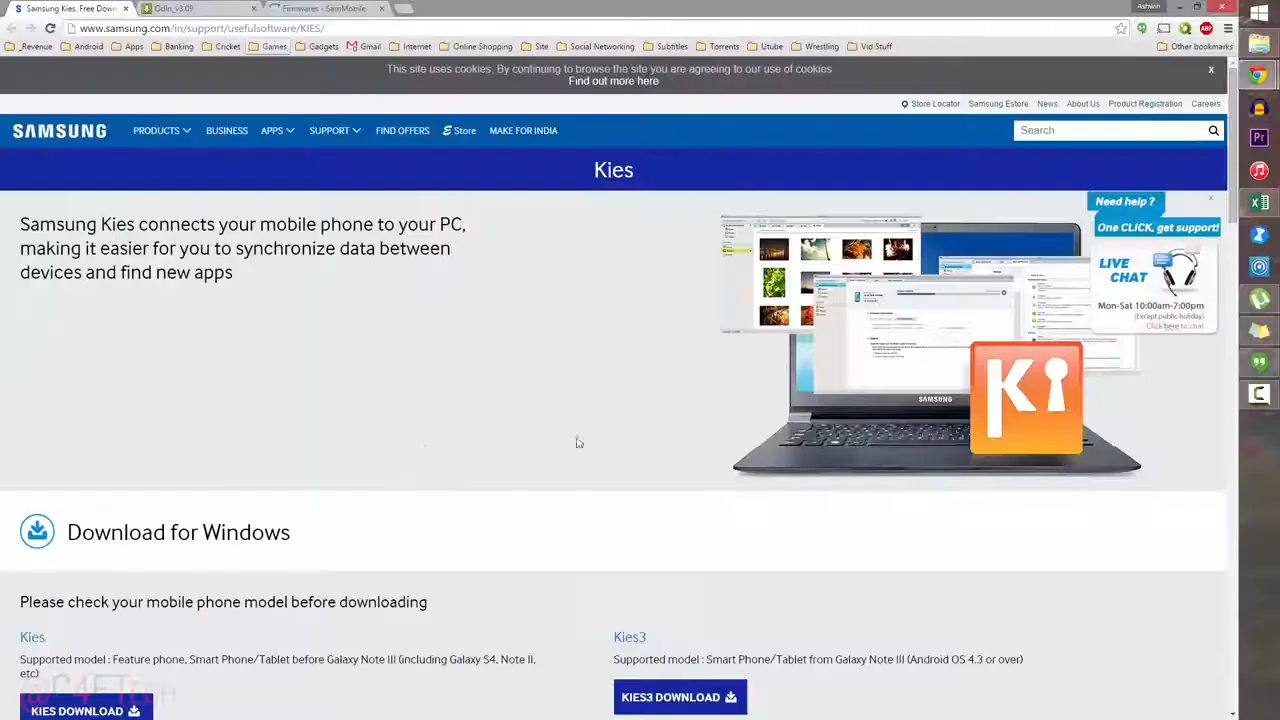 Samsung Kies, Free Down
Odin_v3.09
Firmwares - SamMobile
Ashwin
www.samsung.com/in/support/usefulsoftware/KIES/
_Revenue
Android
Apps
Banking
Cricket
Games
Gadgets
Gmail
Internet
Online Shopping
Site
Social Networking
Subtitles
Torrents
Utube
Wrestling
Vid Stuff
Other bookmarks
This site uses cookies. By continuing to browse the site you are agreeing to our use of cookies
Find out more here
X
Store Locator
Samsung Estore
News
About Us
Product Registration
Careers
SAMSUNG
PRODUCTS
BUSINESS
APPS
SUPPORT
FIND OFFERS
Store
MAKE FOR INDIA
Search
Kies
Samsung Kies connects your mobile phone to your PC,
making it easier for you to synchronize data between
devices and find new apps
Need help ?
One CLICK, get support!
LIVE
CHAT
Mon-Sat 10:00am-7:00pm
(Except public holiday)
Click here to chat
SAMSUNG
Ki
Download for Windows
Please check your mobile phone model before downloading
Kies
Supported model : Feature phone, Smart Phone/Tablet before Galaxy Note III (including Galaxy S4, Note II,
etc)
KIES DOWNLOAD
Kies3
Supported model : Smart Phone/Tablet from Galaxy Note III (Android OS 4.3 or over)
KIES3 DOWNLOAD
@C4ETech
ABP
Pr